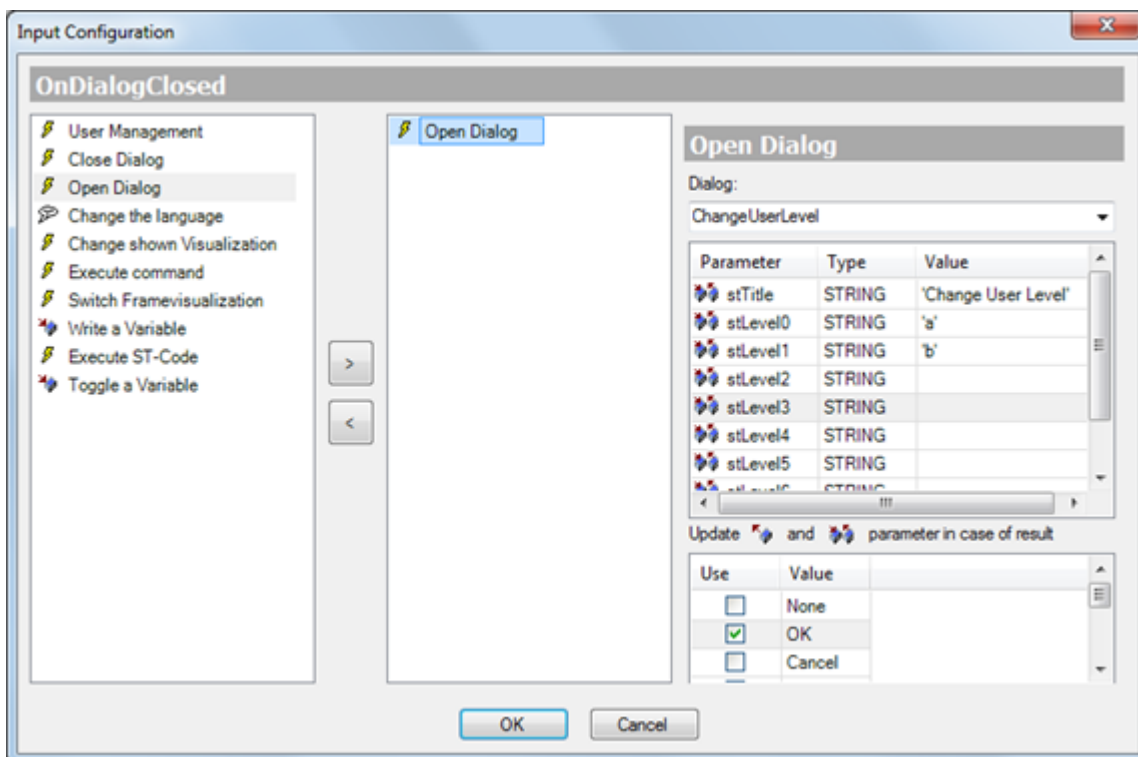 Input Configuration
OnDialogClosed
User Management
Close Dialog
Open Dialog
Change the language
Change shown Visualization
Execute command
Switch Framevisualization
Write a Variable
Execute ST-Code
Toggle a Variable
>
<
Open Dialog
Open Dialog
Dialog:
ChangeUserLevel
Parameter Type Value
stTitle STRING 'Change User Level'
stLevel0 STRING 'a'
stLevel1 STRING 'b'
stLevel2 STRING
stLevel3 STRING
stLevel4 STRING
stLevel5 STRING
stLevel6 STRING
Update and parameter in case of result
Use Value
None
OK
Cancel
OK Cancel